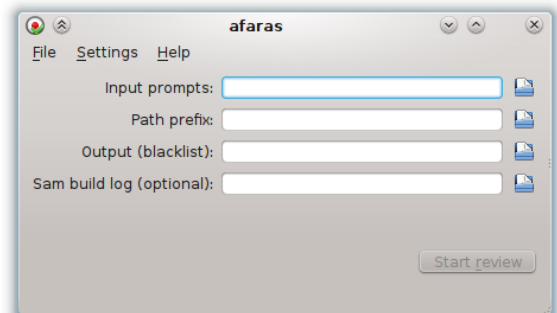 afaras
File Settings Help
Input prompts:
Path prefix:
Output (blacklist):
Sam build log (optional):
Start review